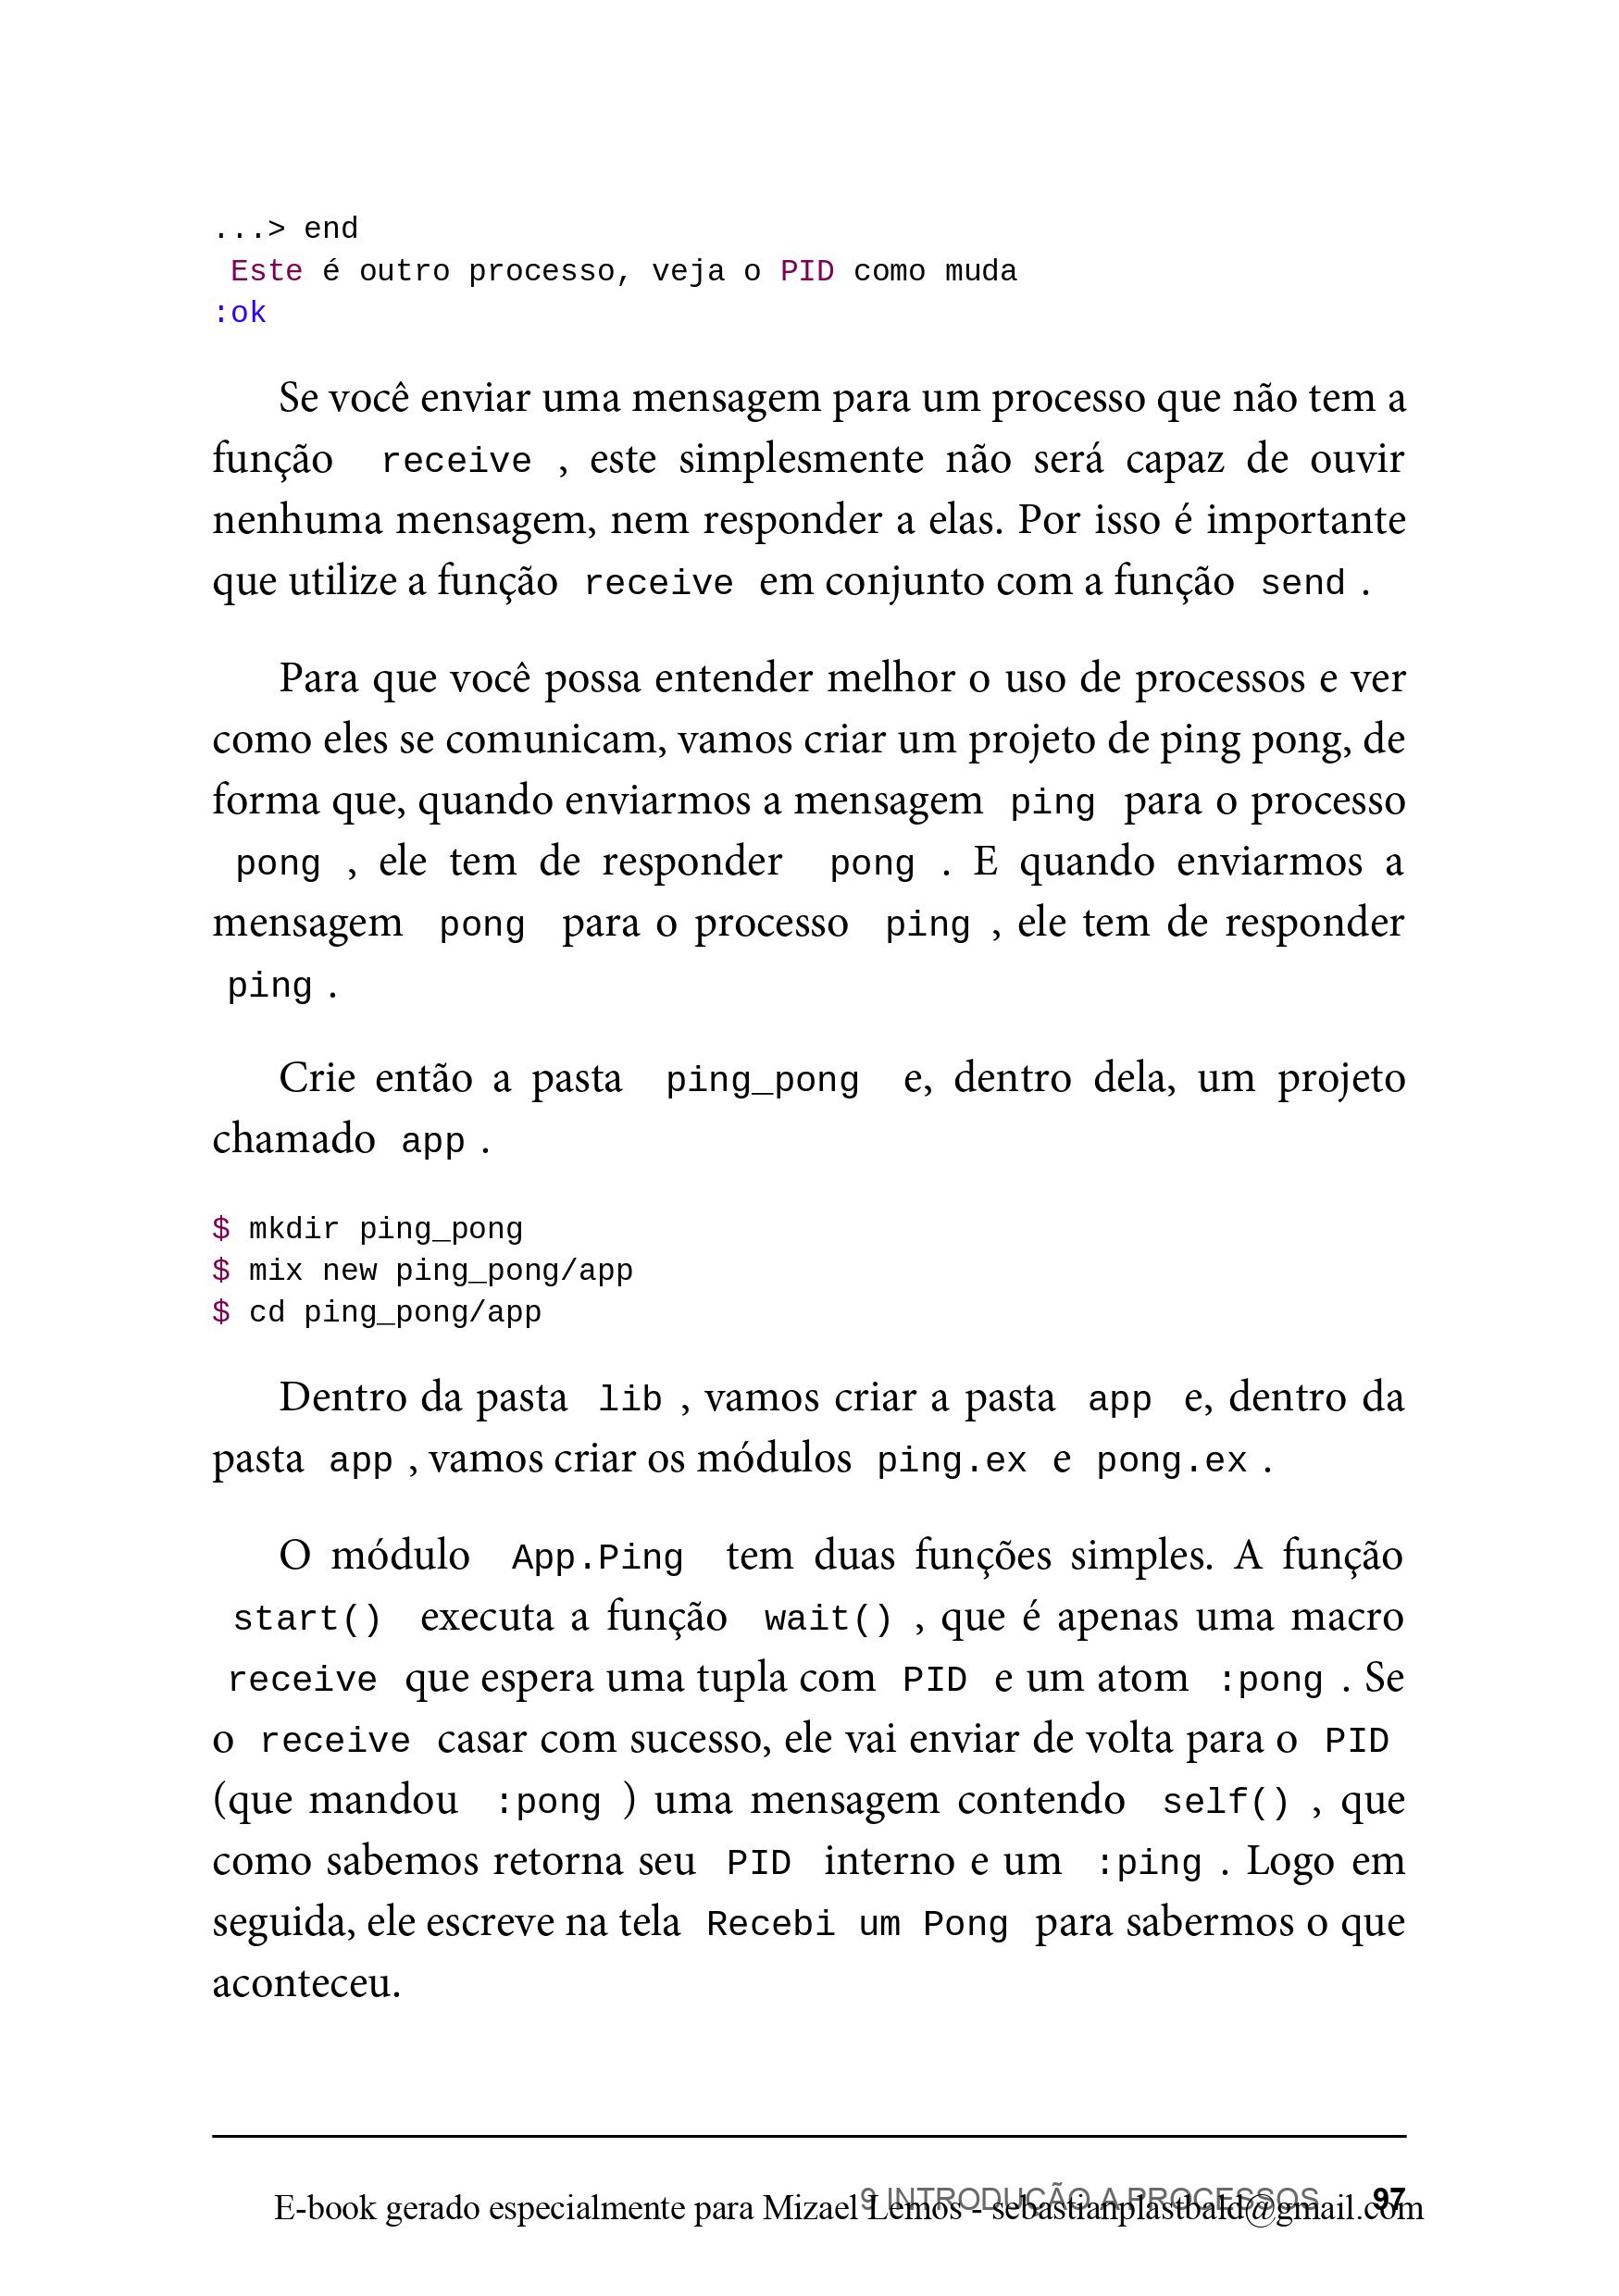 ...> end
Este é outro processo, veja o PID como muda
:ok
Se você enviar uma mensagem para um processo que não tem a
função receive , este simplesmente não será capaz de ouvir
nenhuma mensagem, nem responder a elas. Por isso é importante
que utilize a função receive em conjunto com a função send .
Para que você possa entender melhor o uso de processos e ver
como eles se comunicam, vamos criar um projeto de ping pong, de
forma que, quando enviarmos a mensagem ping para o processo
pong , ele tem de responder pong . E quando enviarmos a
mensagem pong para o processo ping , ele tem de responder
ping .
Crie então a pasta ping_pong e, dentro dela, um projeto
chamado app .
$ mkdir ping_pong
$ mix new ping_pong/app
$ cd ping_pong/app
Dentro da pasta lib , vamos criar a pasta app e, dentro da
pasta app , vamos criar os módulos ping.ex e pong.ex .
O módulo App.Ping tem duas funções simples. A função
start() executa a função wait() , que é apenas uma macro
receive que espera uma tupla com PID e um atom :pong . Se
o receive casar com sucesso, ele vai enviar de volta para o PID
(que mandou :pong ) uma mensagem contendo self() , que
como sabemos retorna seu PID interno e um :ping . Logo em
seguida, ele escreve na tela Recebi um Pong para sabermos o que
aconteceu.
9 INTRODUÇÃO A PROCESSOS 97
E-book gerado especialmente para Mizael Lemos - sebastianplastbald@gmail.com